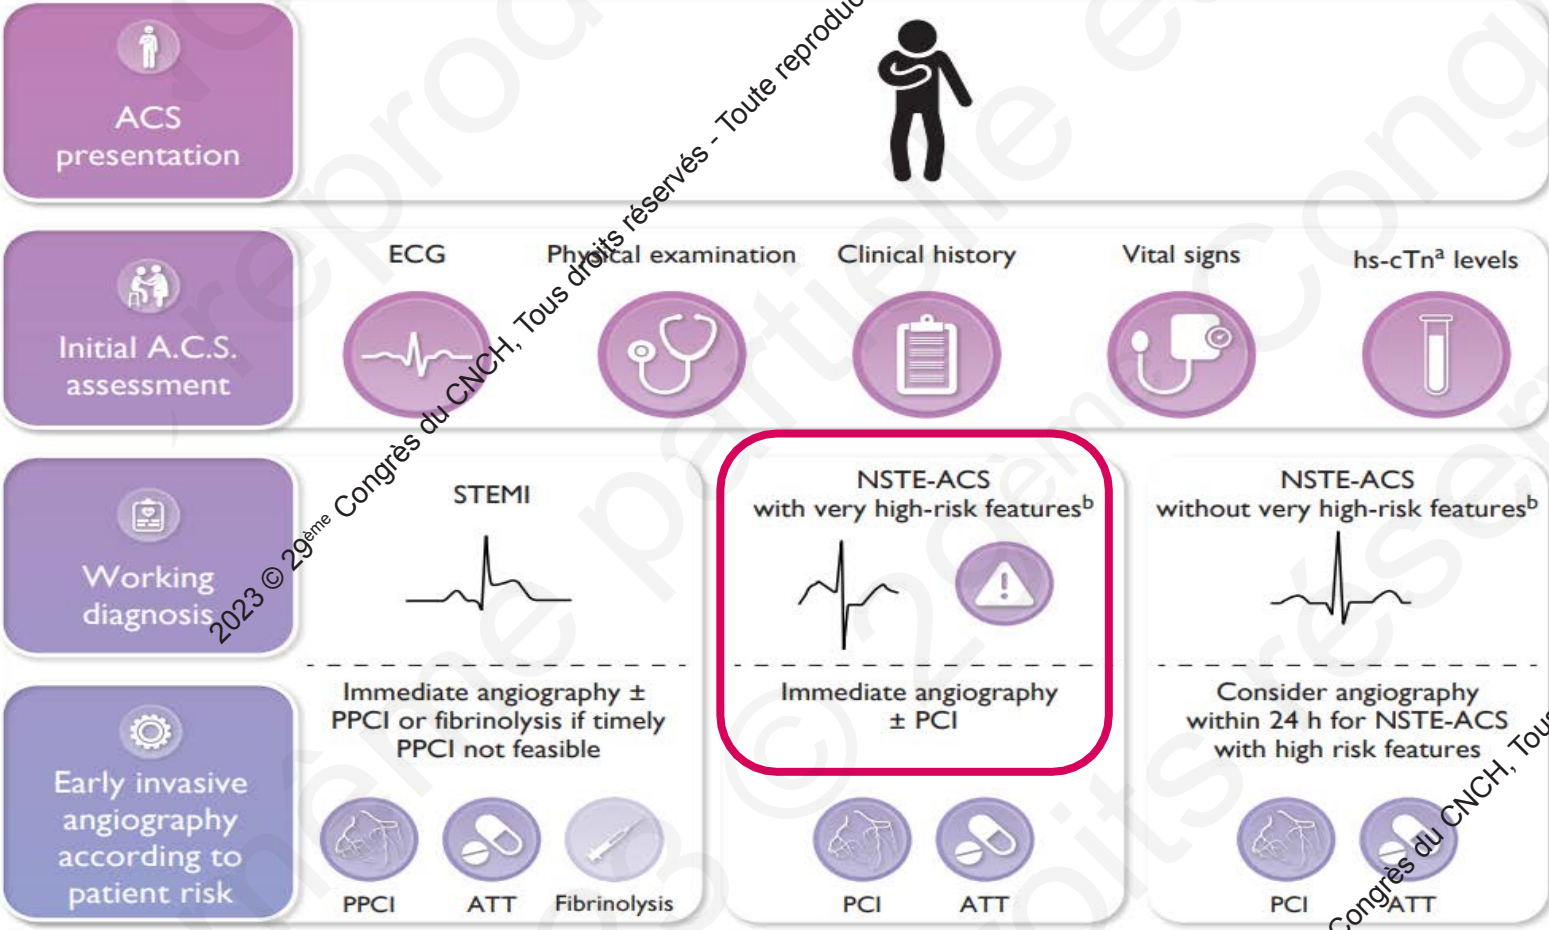 ACS
presentation
Initial A.C.S.
assessment
ECG
Physical examination
Clinical history
Vital signs
hs-cTnᵃ levels
Working
diagnosis
STEMI
NSTE-ACS
with very high-risk featuresᵇ
NSTE-ACS
without very high-risk featuresᵇ
Early invasive
angiography
according to
patient risk
Immediate angiography ±
PPCI or fibrinolysis if timely
PPCI not feasible
PPCI
ATT
Fibrinolysis
Immediate angiography
± PCI
PCI
ATT
Consider angiography
within 24 h for NSTE-ACS
with high risk features
PCI
ATT
2023 © 29ème Congrès du CNCH, Tous droits réservés - Toute
Congrès du CNCH,